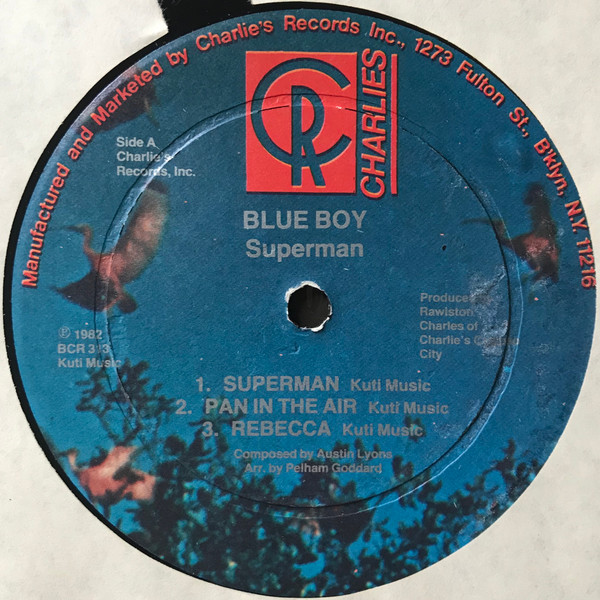 Manufactured and Marketed by Charlie's Records Inc., 1273 Fulton St., B'klyn, N.Y. 11216
CR
CHARLIES
Side A
Charlie's
Records, Inc.
BLUE BOY
Superman
Produced
Rawlston
Charles of
Charlie's
City
℗ 1982
BCR
Kuti Music
1. SUPERMAN Kuti Music
2. PAN IN THE AIR Kuti Music
3. REBECCA Kuti Music
Composed by Austin Lyons
Arr. by Pelham Goddard